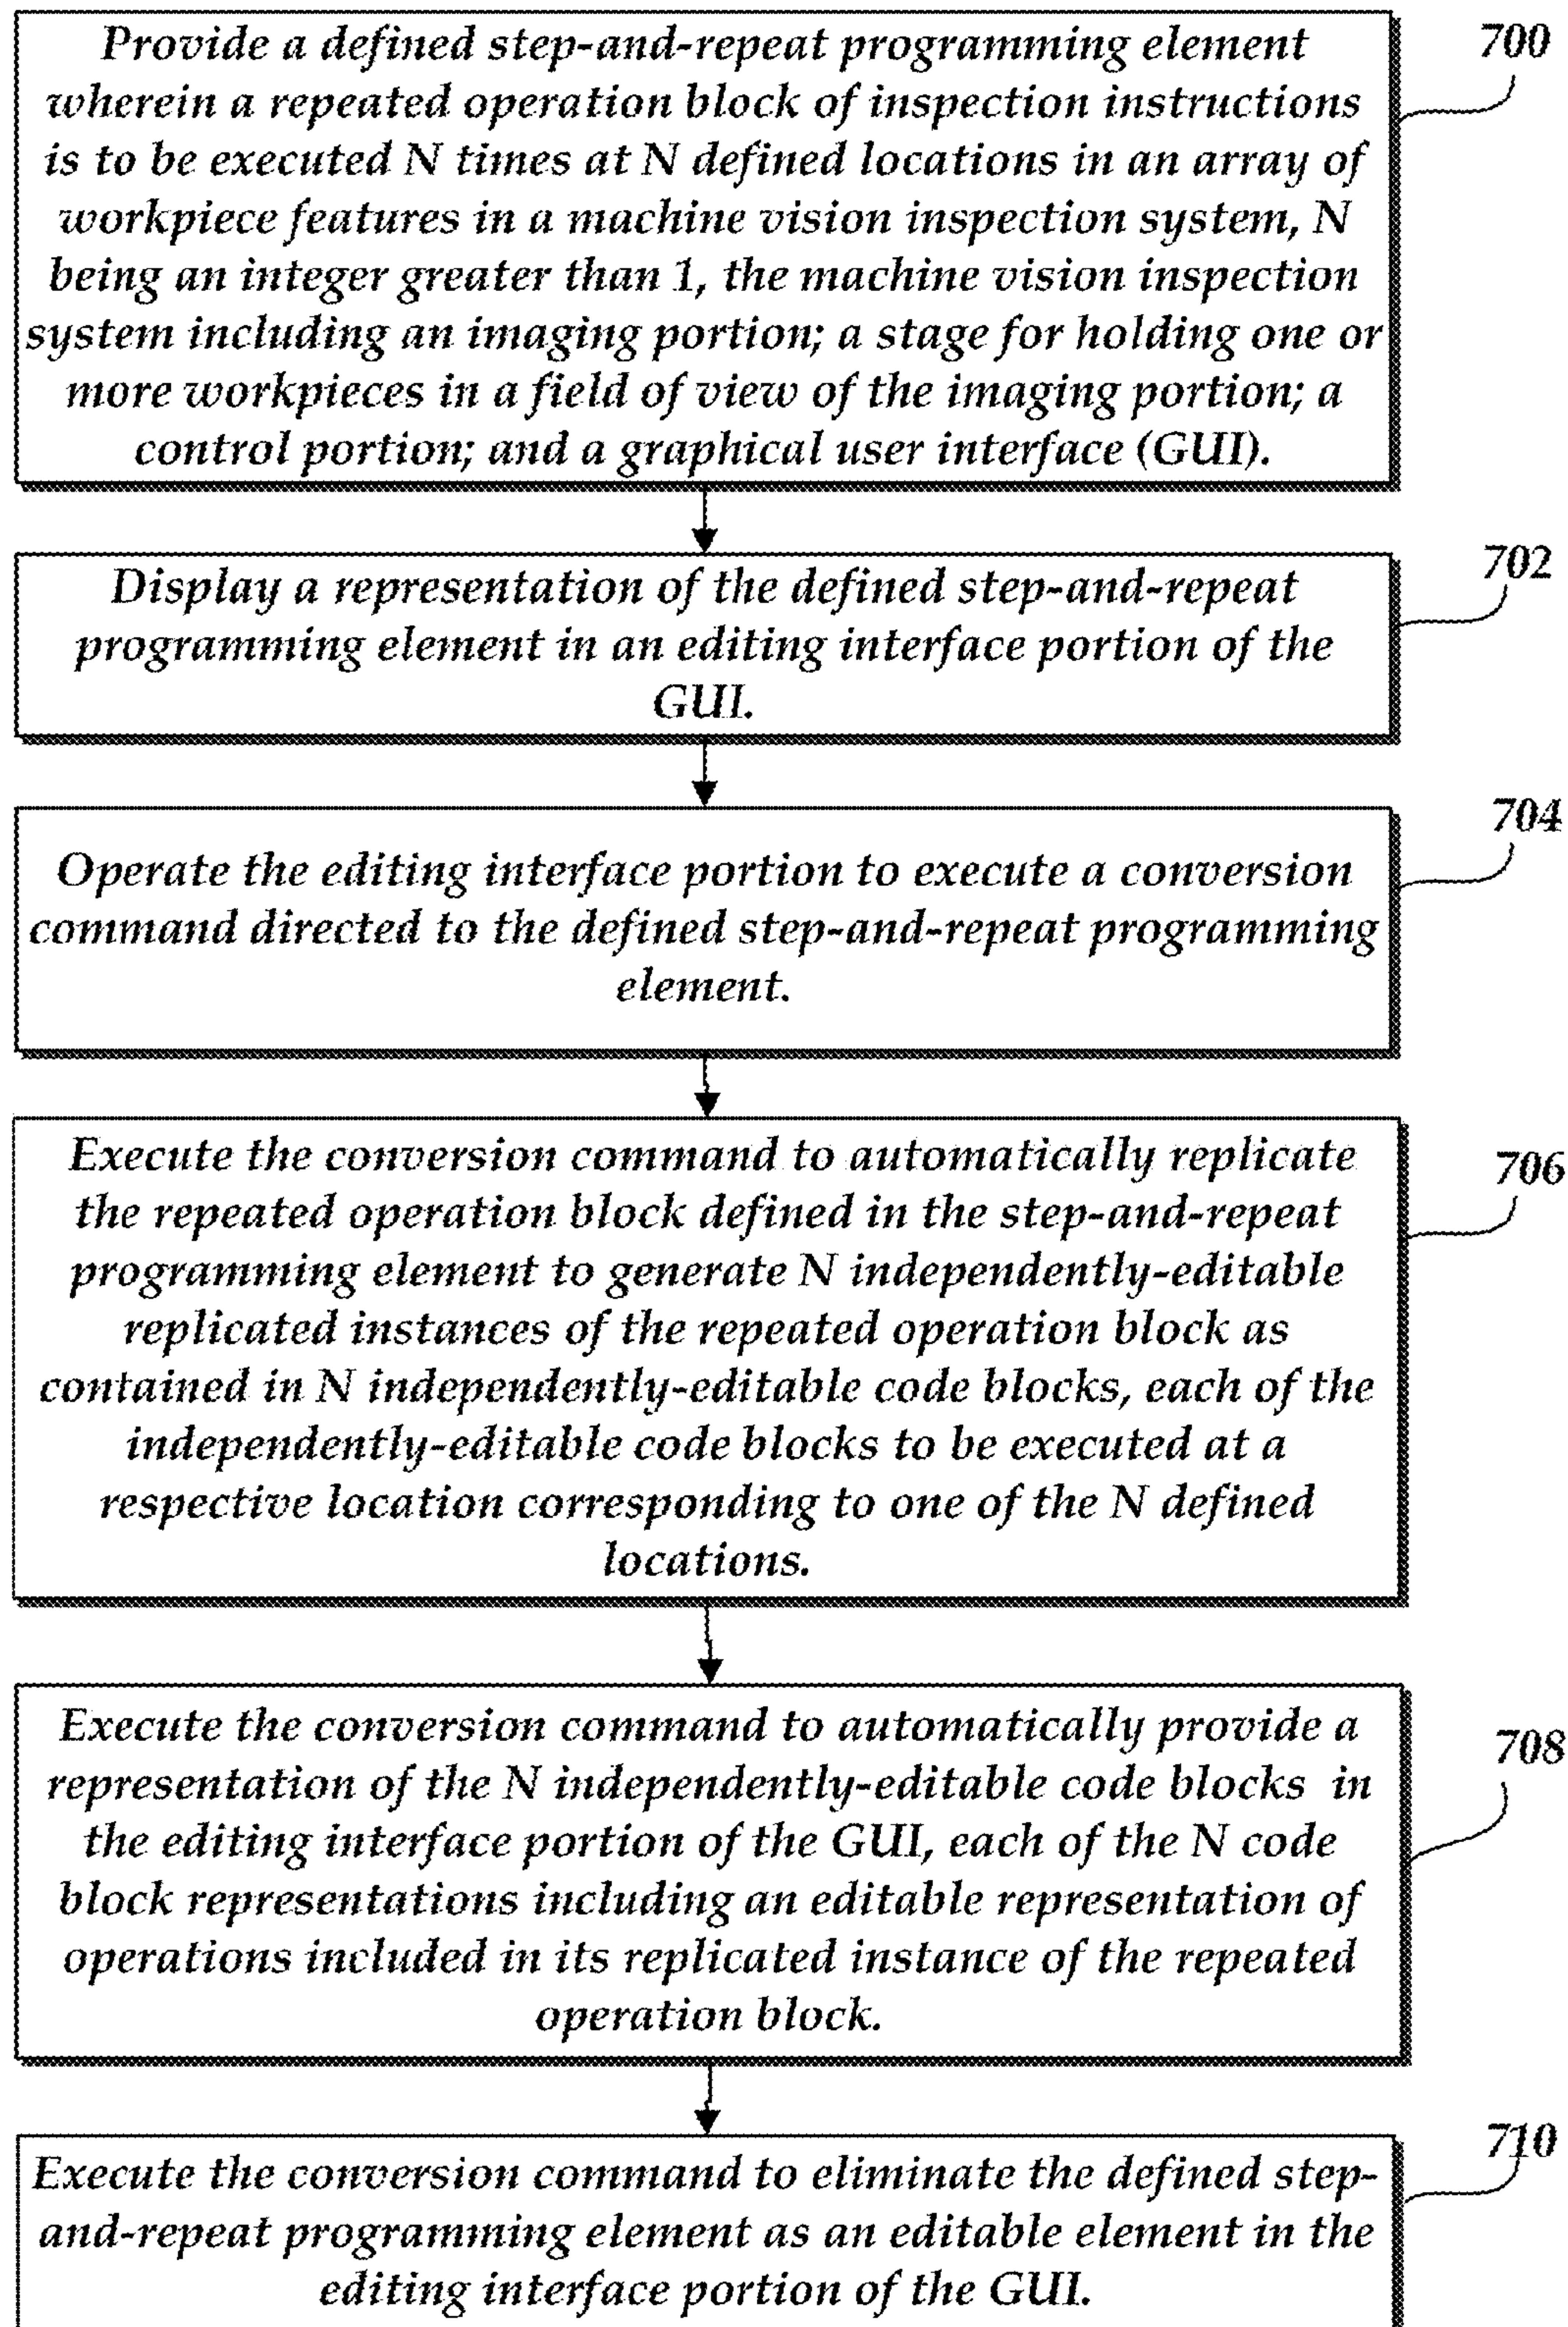 Provide a defined step-and-repeat programming element
700
wherein a repeated operation block of inspection instructions
is to be executed N times at N defined locations in an array of
workpiece features in a machine vision inspection system, N
being an integer greater than 1, the machine vision inspection
system including an imaging portion; a stage for holding one or
more workpieces in a field of view of the imaging portion; a
control portion; and a graphical user interface (GUI).
702
Display a representation of the defined step-and-repeat
programming element in an editing interface portion of the
GUI.
704
Operate the editing interface portion to execute a conversion
command directed to the defined step-and-repeat programming
element.
Execute the conversion command to automatically replicate
706
the repeated operation block defined in the step-and-repeat
programming element to generate N independently-editable
replicated instances of the repeated operation block as
contained in N independently-editable code blocks, each of the
independently-editable code blocks to be executed at a
respective location corresponding to one of the N defined
locations.
Execute the conversion command to automatically provide a
708
representation of the N independently-editable code blocks in
the editing interface portion of the GUI, each of the N code
block representations including an editable representation of
operations included in its replicated instance of the repeated
operation block.
710
Execute the conversion command to eliminate the defined step-
and-repeat programming element as an editable element in the
editing interface portion of the GUI.